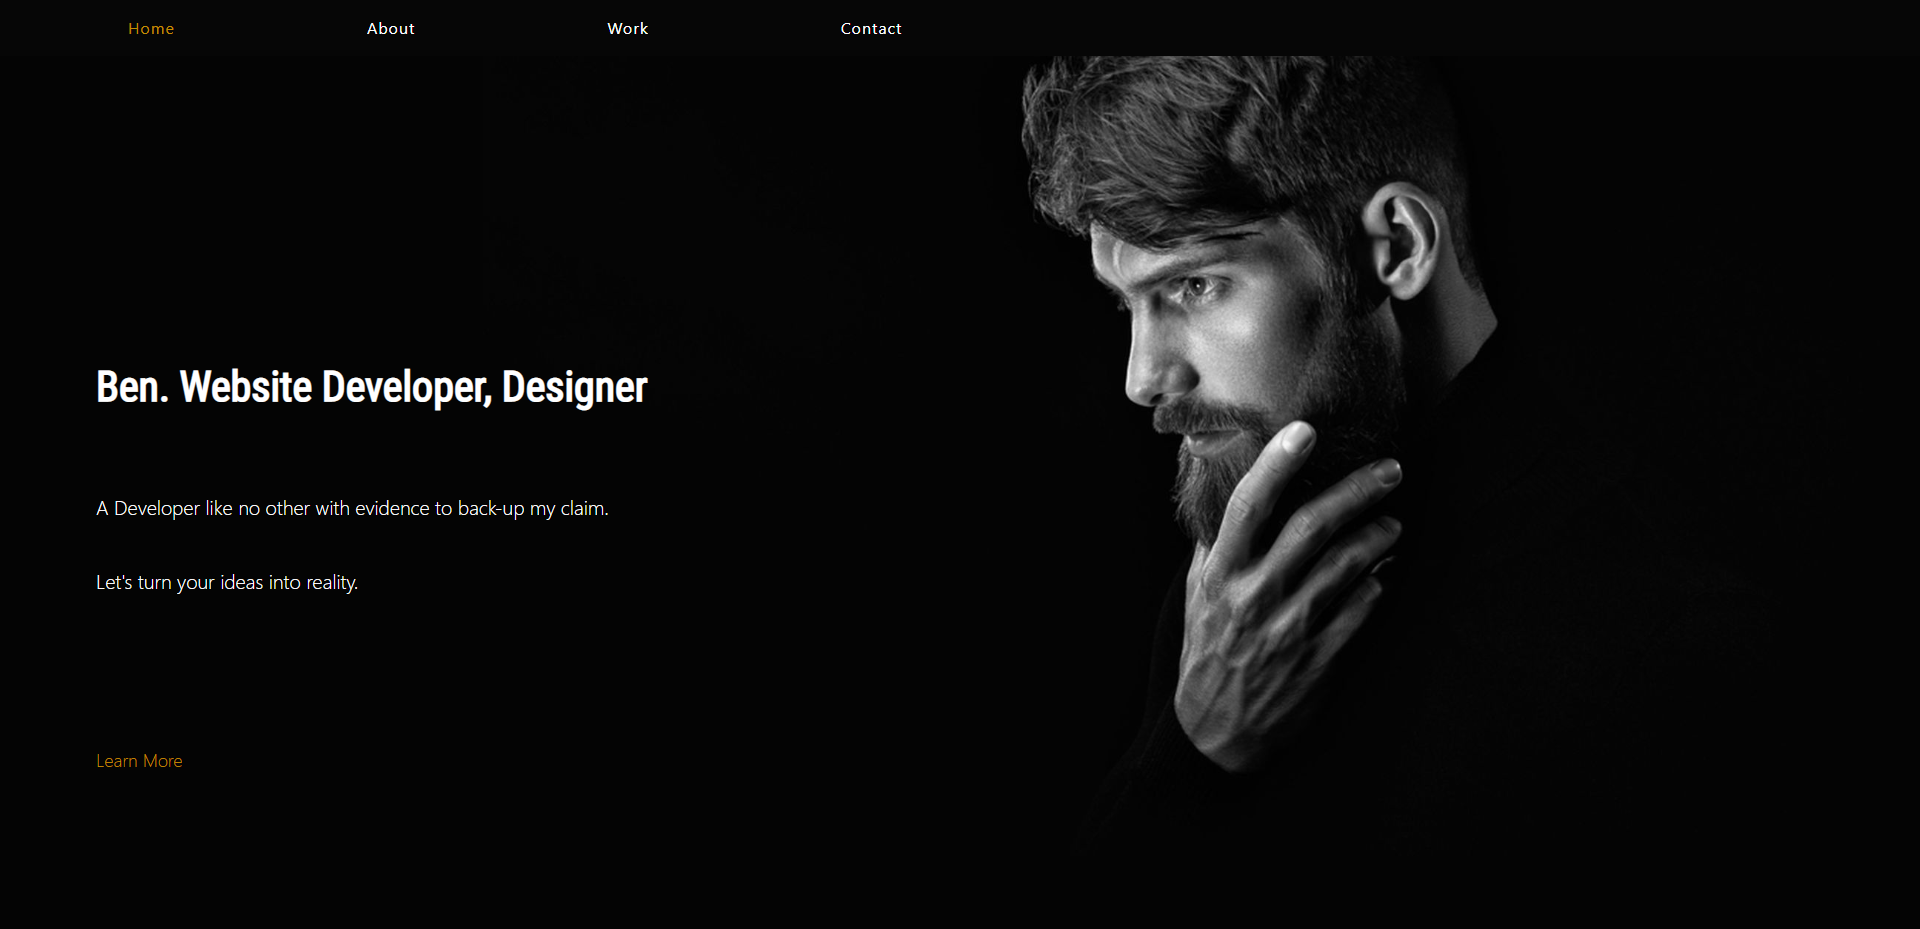 Home About Work Contact
Ben. Website Developer, Designer
A Developer like no other with evidence to back-up my claim.
Let's turn your ideas into reality.
Learn More